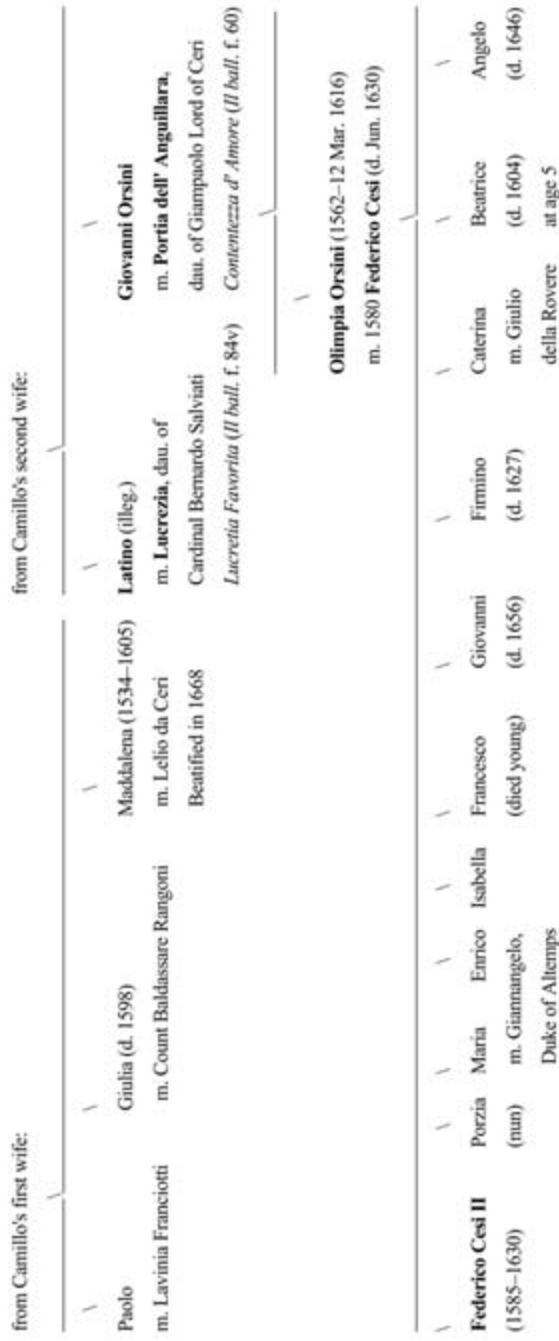 from Camillo's first wife:
Paolo
m. Lavinia Franciotti
Giulia (d. 1598)
m. Count Baldassare Rangoni
Maddalena (1534–1605)
m. Lelio da Ceri
Beatified in 1668
from Camillo's second wife:
Latino (illeg.)
m. Lucrezia, dau. of
Cardinal Bernardo Salviati
Lucretia Favorita (Il ball. f. 84v)
Giovanni Orsini
m. Portia dell' Anguillara,
dau. of Giampaolo Lord of Ceri
Contentezza d'Amore (Il ball. f. 60)
Olimpia Orsini (1562–12 Mar. 1616)
m. 1580 Federico Cesi (d. Jun. 1630)
Federico Cesi II
(1585–1630)
Porzia
(nun)
Maria
m. Giannangelo,
Duke of Altemps
Enrico
Isabella
Francesco
(died young)
Giovanni
(d. 1656)
Firmino
(d. 1627)
Caterina
m. Giulio
della Rovere
Beatrice
(d. 1604)
at age 5
Angelo
(d. 1646)